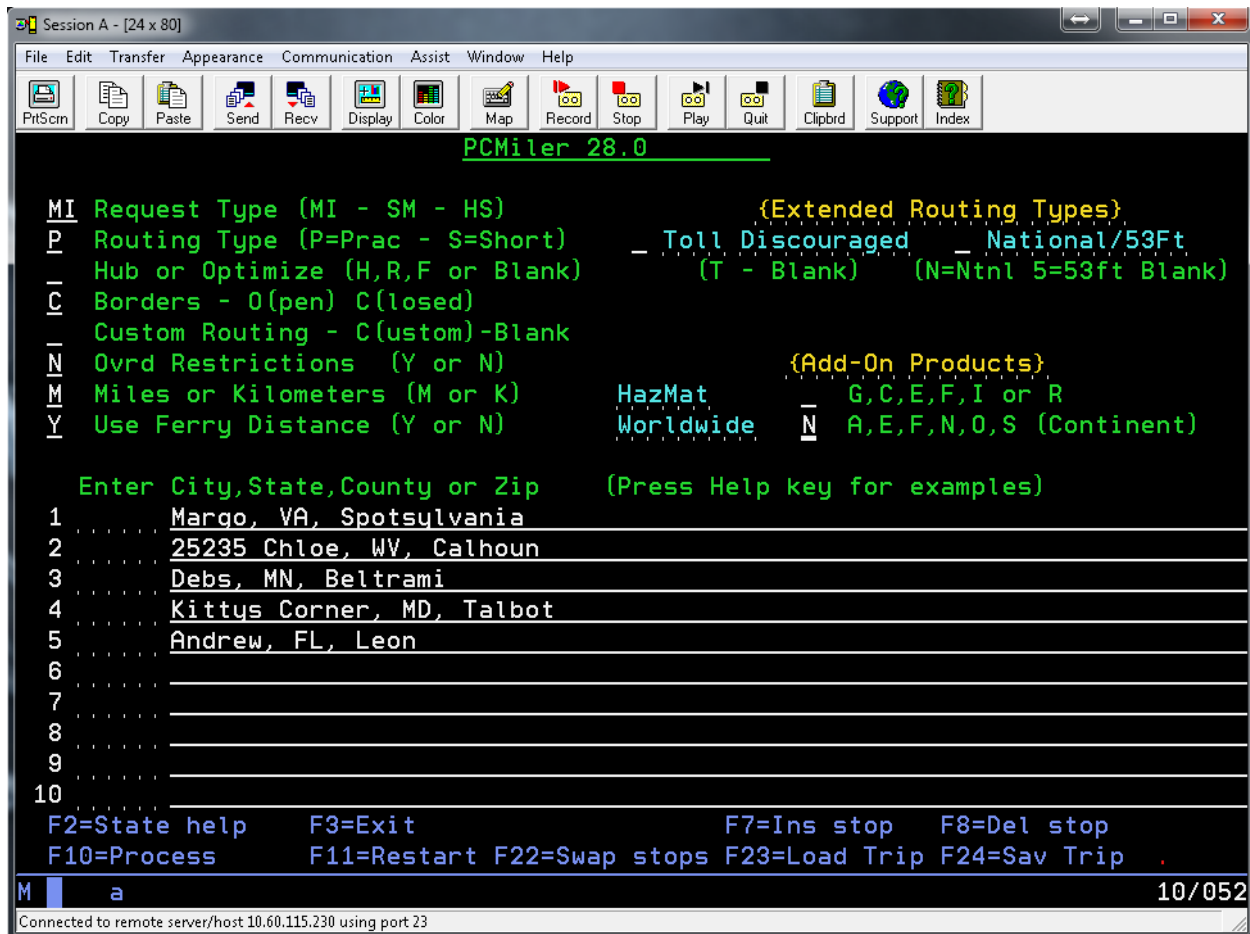 Session A - [24 x 80]
File Edit Transfer Appearance Communication Assist Window Help
PrtScrn Copy Paste Send Recv Display Color Map Record Stop Play Quit Clipbrd Support Index
PCMiler 28.0
MI Request Type (MI - SM - HS) {Extended Routing Types}
P Routing Type (P=Prac - S=Short) _ Toll Discouraged _ National/53Ft
_ Hub or Optimize (H,R,F or Blank) (T - Blank) (N=Ntnl 5=53ft Blank)
C Borders - O(pen) C(losed)
_ Custom Routing - C(ustom)-Blank
N Ovrd Restrictions (Y or N) {Add-On Products}
M Miles or Kilometers (M or K) HazMat _ G,C,E,F,I or R
Y Use Ferry Distance (Y or N) Worldwide N A,E,F,N,O,S (Continent)
Enter City,State,County or Zip (Press Help key for examples)
1 Margo, VA, Spotsylvania
2 25235 Chloe, WV, Calhoun
3 Debs, MN, Beltrami
4 Kittys Corner, MD, Talbot
5 Andrew, FL, Leon
6
7
8
9
10
F2=State help F3=Exit F7=Ins stop F8=Del stop
F10=Process F11=Restart F22=Swap stops F23=Load Trip F24=Sav Trip .
M a 10/052
Connected to remote server/host 10.60.115.230 using port 23